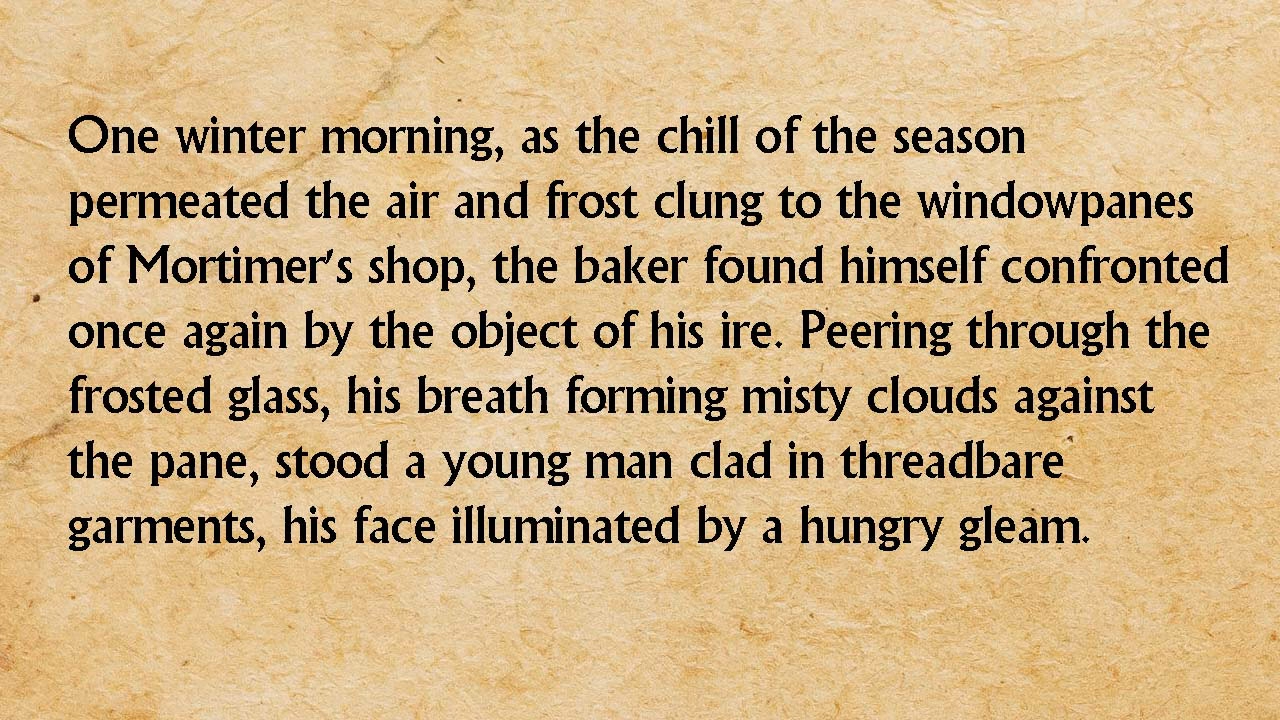 One winter morning, as the chill of the season
permeated the air and frost clung to the windowpanes
of Mortimer's shop, the baker found himself confronted
once again by the object of his ire. Peering through the
frosted glass, his breath forming misty clouds against
the pane, stood a young man clad in threadbare
garments, his face illuminated by a hungry gleam.